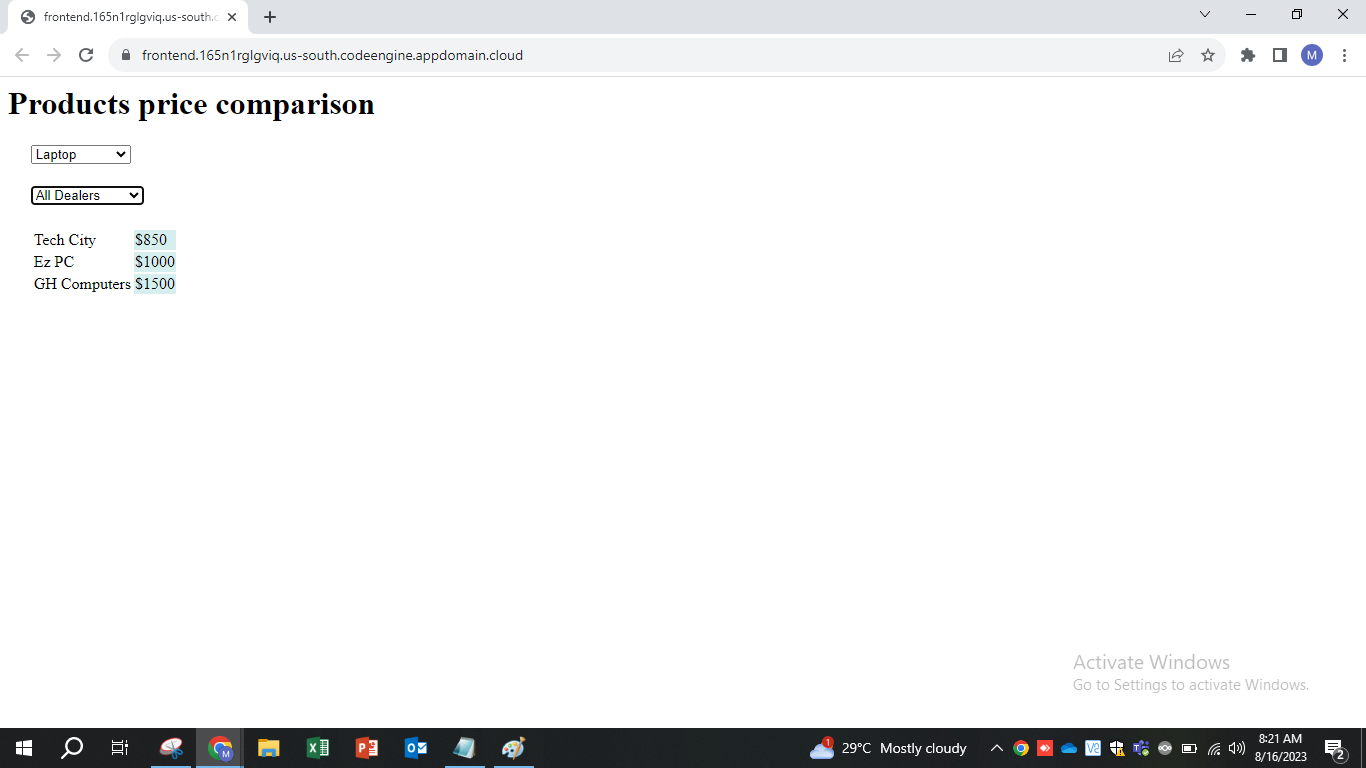 frontend.165n1rglgviq.us-south.c
frontend.165n1rglgviq.us-south.codeengine.appdomain.cloud
M
Products price comparison
Laptop
All Dealers
Tech City $850
Ez PC $1000
GH Computers $1500
Activate Windows
Go to Settings to activate Windows.
M
1
29°C Mostly cloudy
8:21 AM
8/16/2023
2